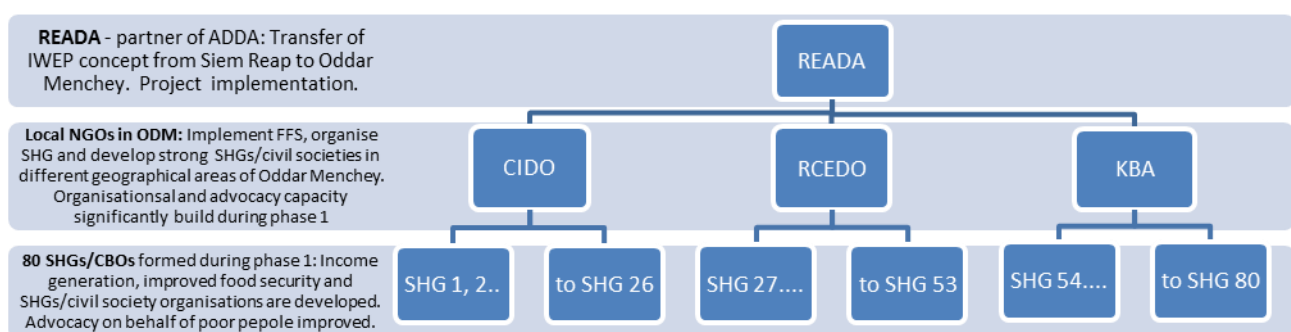 READA - partner of ADDA: Transfer of
IWEP concept from Siem Reap to Oddar
Menchey. Project implementation.
READA
Local NGOs in ODM: Implement FFS, organise
SHG and develop strong SHGs/civil societies in
different geographical areas of Oddar Menchey.
Organisationsal and advocacy capacity
significantly build during phase 1
CIDO
RCEDO
KBA
80 SHGs/CBOs formed during phase 1: Income
generation, improved food security and
SHGs/civil society organisations are developed.
Advocacy on behalf of poor pepole improved.
SHG 1, 2..
to SHG 26
SHG 27....
to SHG 53
SHG 54....
to SHG 80